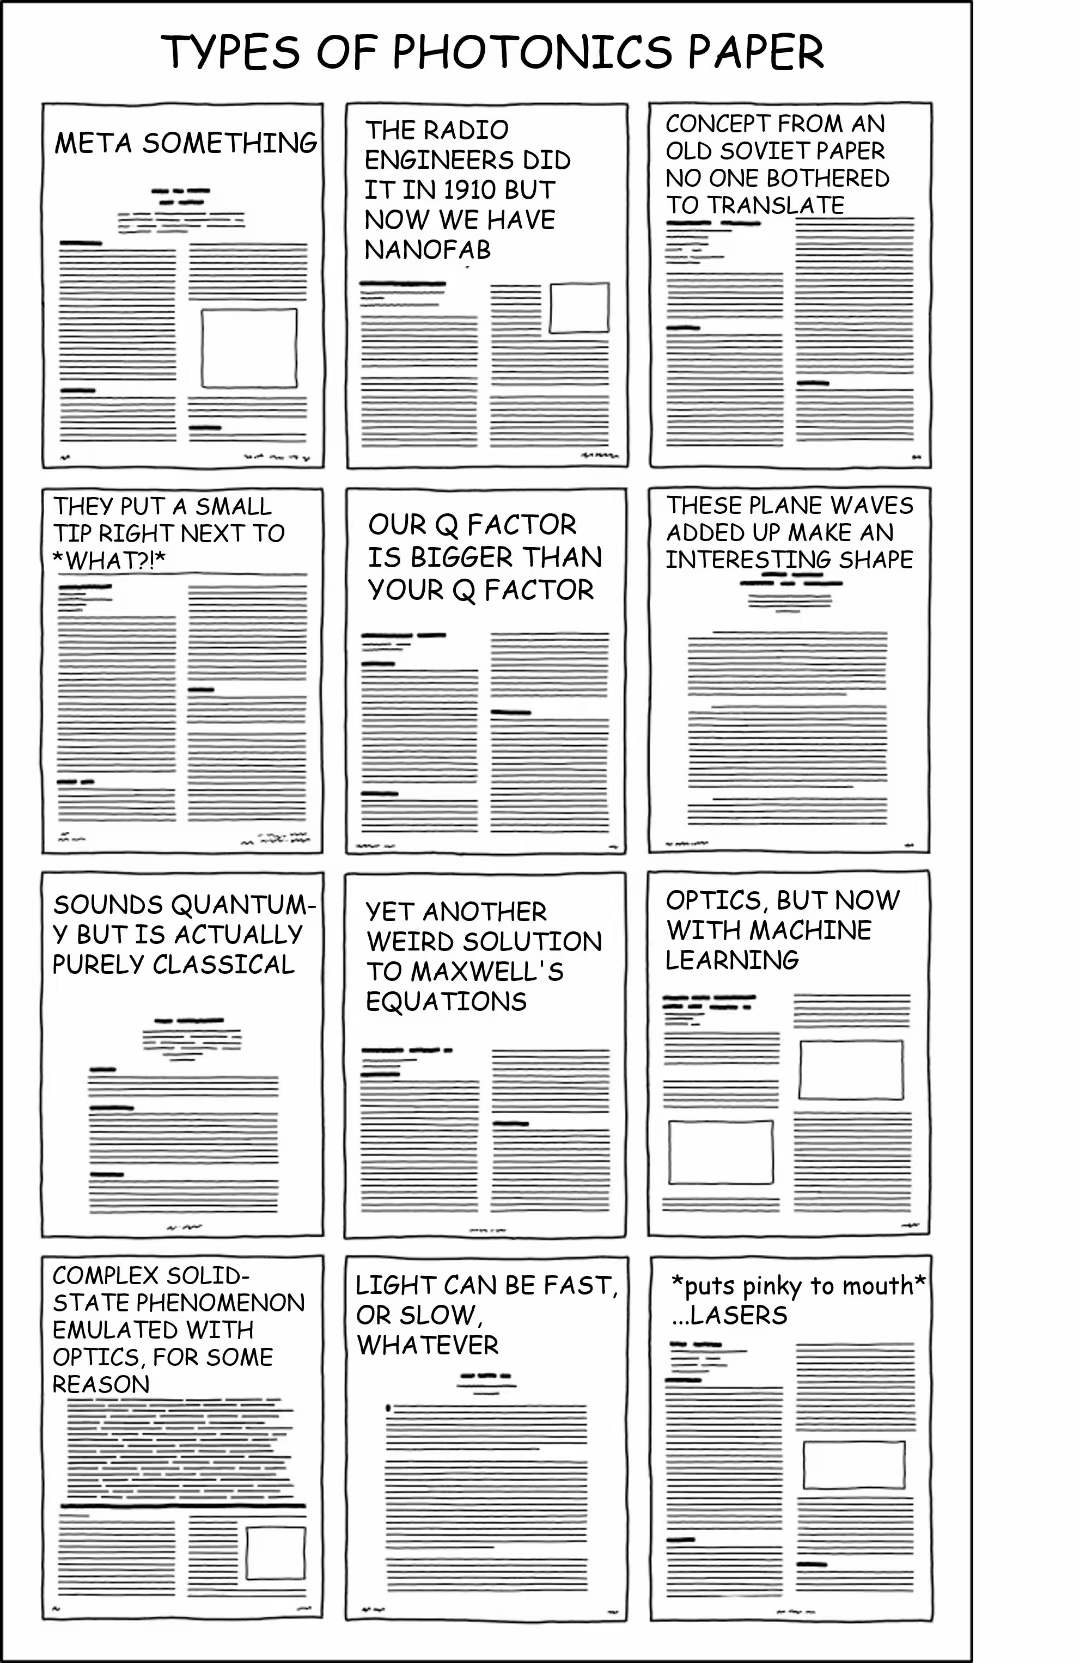 TYPES OF PHOTONICS PAPER
META SOMETHING
THE RADIO
ENGINEERS DID
IT IN 1910 BUT
NOW WE HAVE
NANOFAB
CONCEPT FROM AN
OLD SOVIET PAPER
NO ONE BOTHERED
TO TRANSLATE
THEY PUT A SMALL
TIP RIGHT NEXT TO
*WHAT?!*
OUR Q FACTOR
IS BIGGER THAN
YOUR Q FACTOR
THESE PLANE WAVES
ADDED UP MAKE AN
INTERESTING SHAPE
SOUNDS QUANTUM-
Y BUT IS ACTUALLY
PURELY CLASSICAL
YET ANOTHER
WEIRD SOLUTION
TO MAXWELL'S
EQUATIONS
OPTICS, BUT NOW
WITH MACHINE
LEARNING
COMPLEX SOLID-
STATE PHENOMENON
EMULATED WITH
OPTICS, FOR SOME
REASON
LIGHT CAN BE FAST,
OR SLOW,
WHATEVER
*puts pinky to mouth*
...LASERS